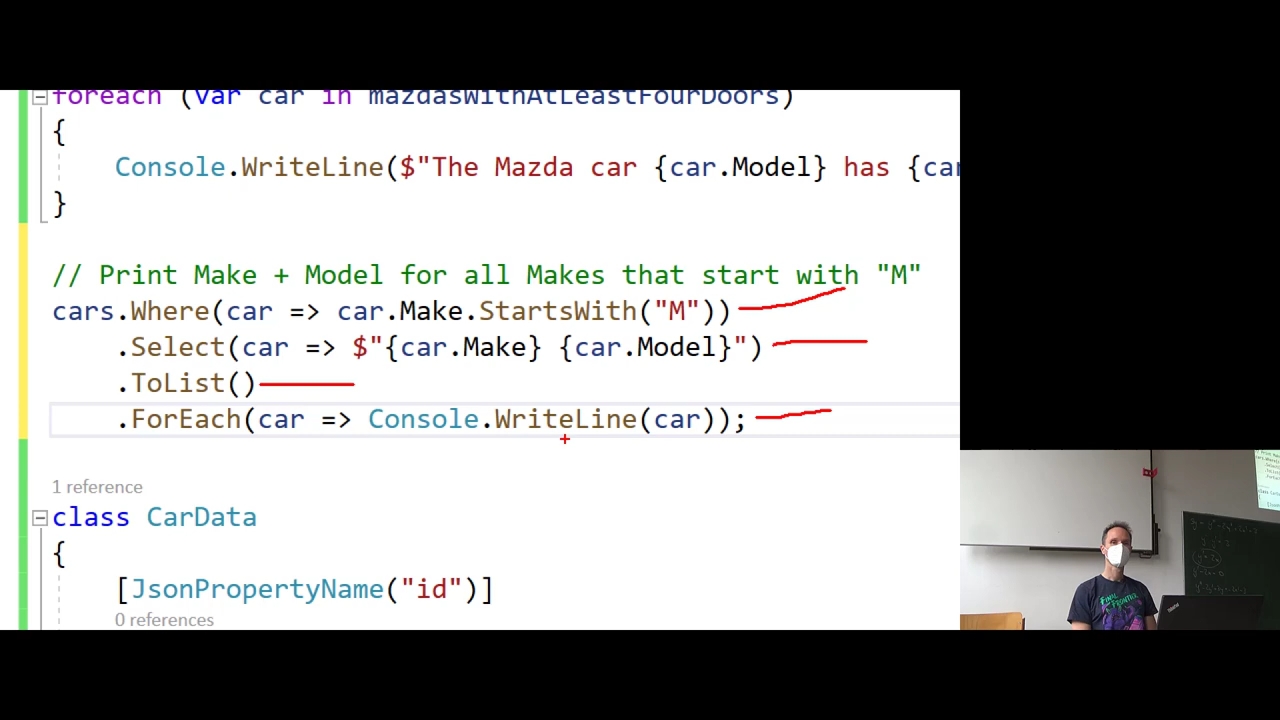 foreach (var car in mazdasWithAtLeastFourDoors)
{
Console.WriteLine($"The Mazda car {car.Model} has {car
}
// Print Make + Model for all Makes that start with "M"
cars.Where(car => car.Make.StartsWith("M"))
.Select(car => $"{car.Make} {car.Model}")
.ToList()
.ForEach(car => Console.WriteLine(car));
1 reference
class CarData
{
[JsonPropertyName("id")]
0 references
FINAL
FRONTIER